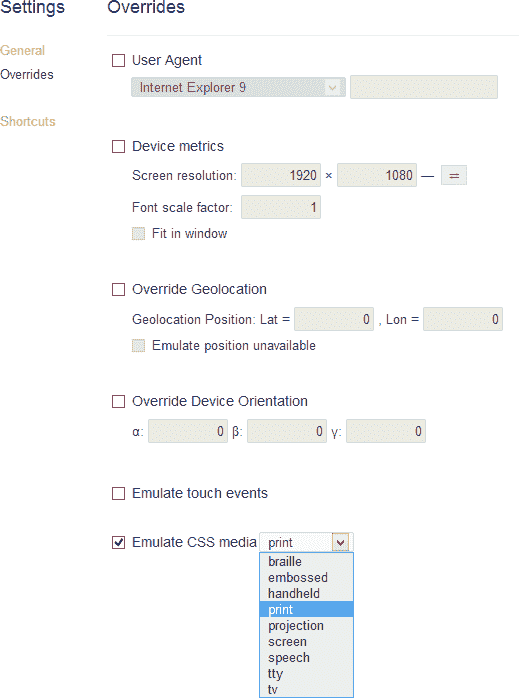 Settings
Overrides
General
Overrides
Shortcuts
User Agent
Internet Explorer 9
Device metrics
Screen resolution: 1920 × 1080 — ⇌
Font scale factor: 1
Fit in window
Override Geolocation
Geolocation Position: Lat = 0 , Lon = 0
Emulate position unavailable
Override Device Orientation
α: 0 β: 0 γ: 0
Emulate touch events
Emulate CSS media print
braille
embossed
handheld
print
projection
screen
speech
tty
tv